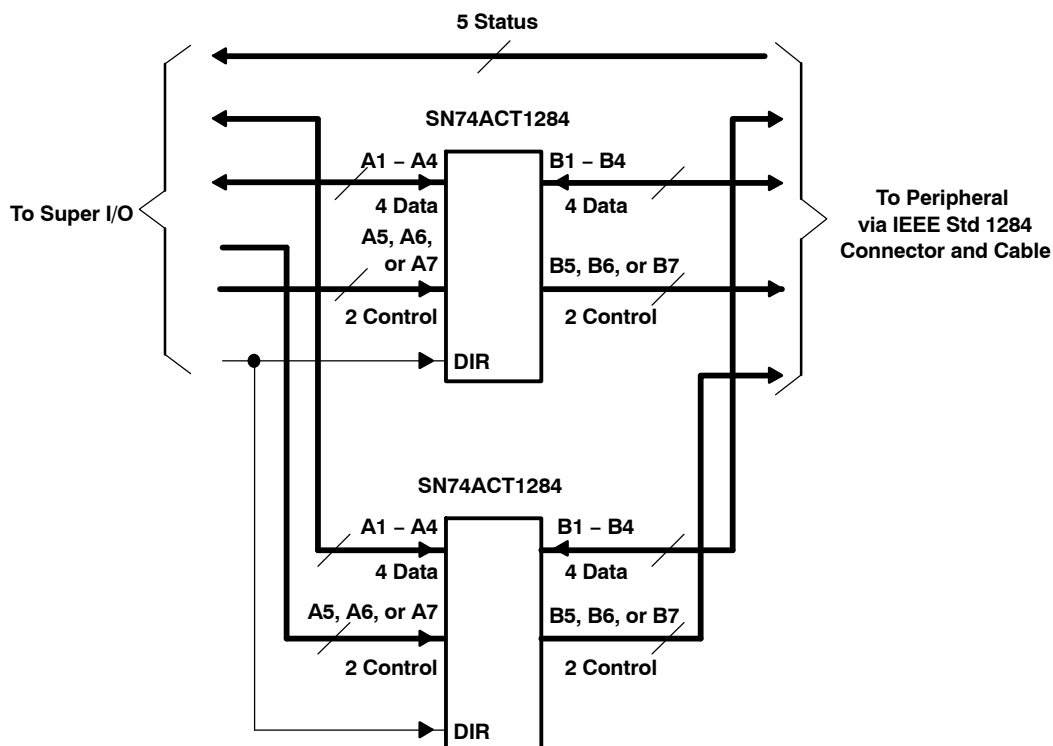 5 Status
SN74ACT1284
A1 – A4
B1 – B4
4 Data
4 Data
To Super I/O
To Peripheral
via IEEE Std 1284
Connector and Cable
A5, A6,
or A7
B5, B6, or B7
2 Control
2 Control
DIR
SN74ACT1284
A1 – A4
B1 – B4
4 Data
4 Data
A5, A6, or A7
B5, B6, or B7
2 Control
2 Control
DIR